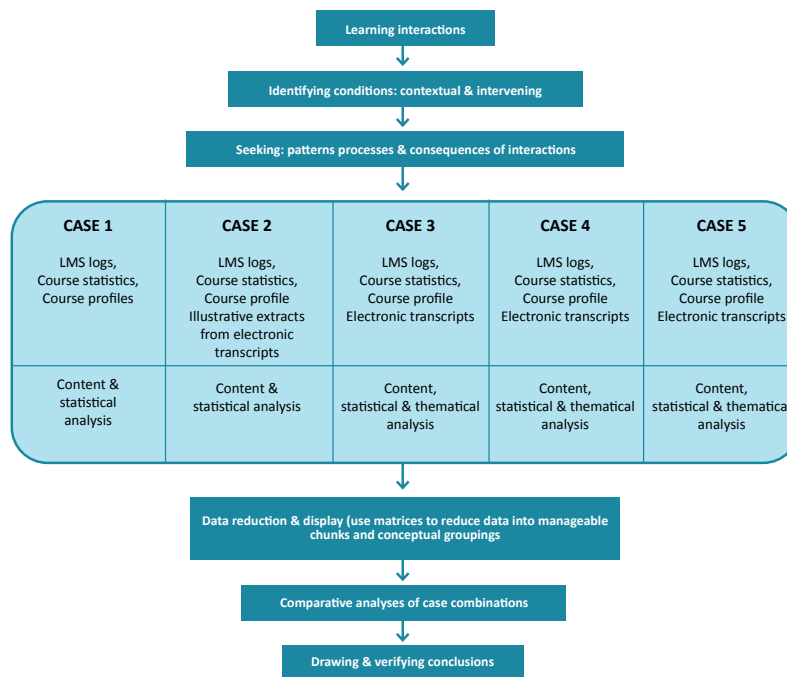 Learning interactions
Identifying conditions: contextual & intervening
Seeking: patterns processes & consequences of interactions
CASE 1
LMS logs,
Course statistics,
Course profiles
Content &
statistical
analysis
CASE 2
LMS logs,
Course statistics,
Course profile
Illustrative extracts
from electronic
transcripts
Content &
statistical analysis
CASE 3
LMS logs,
Course statistics,
Course profile
Electronic transcripts
Content,
statistical & thematical
analysis
CASE 4
LMS logs,
Course statistics,
Course profile
Electronic transcripts
Content,
statistical & thematical
analysis
CASE 5
LMS logs,
Course statistics,
Course profile
Electronic transcripts
Content,
statistical & thematical
analysis
Data reduction & display (use matrices to reduce data into manageable
chunks and conceptual groupings
Comparative analyses of case combinations
Drawing & verifying conclusions